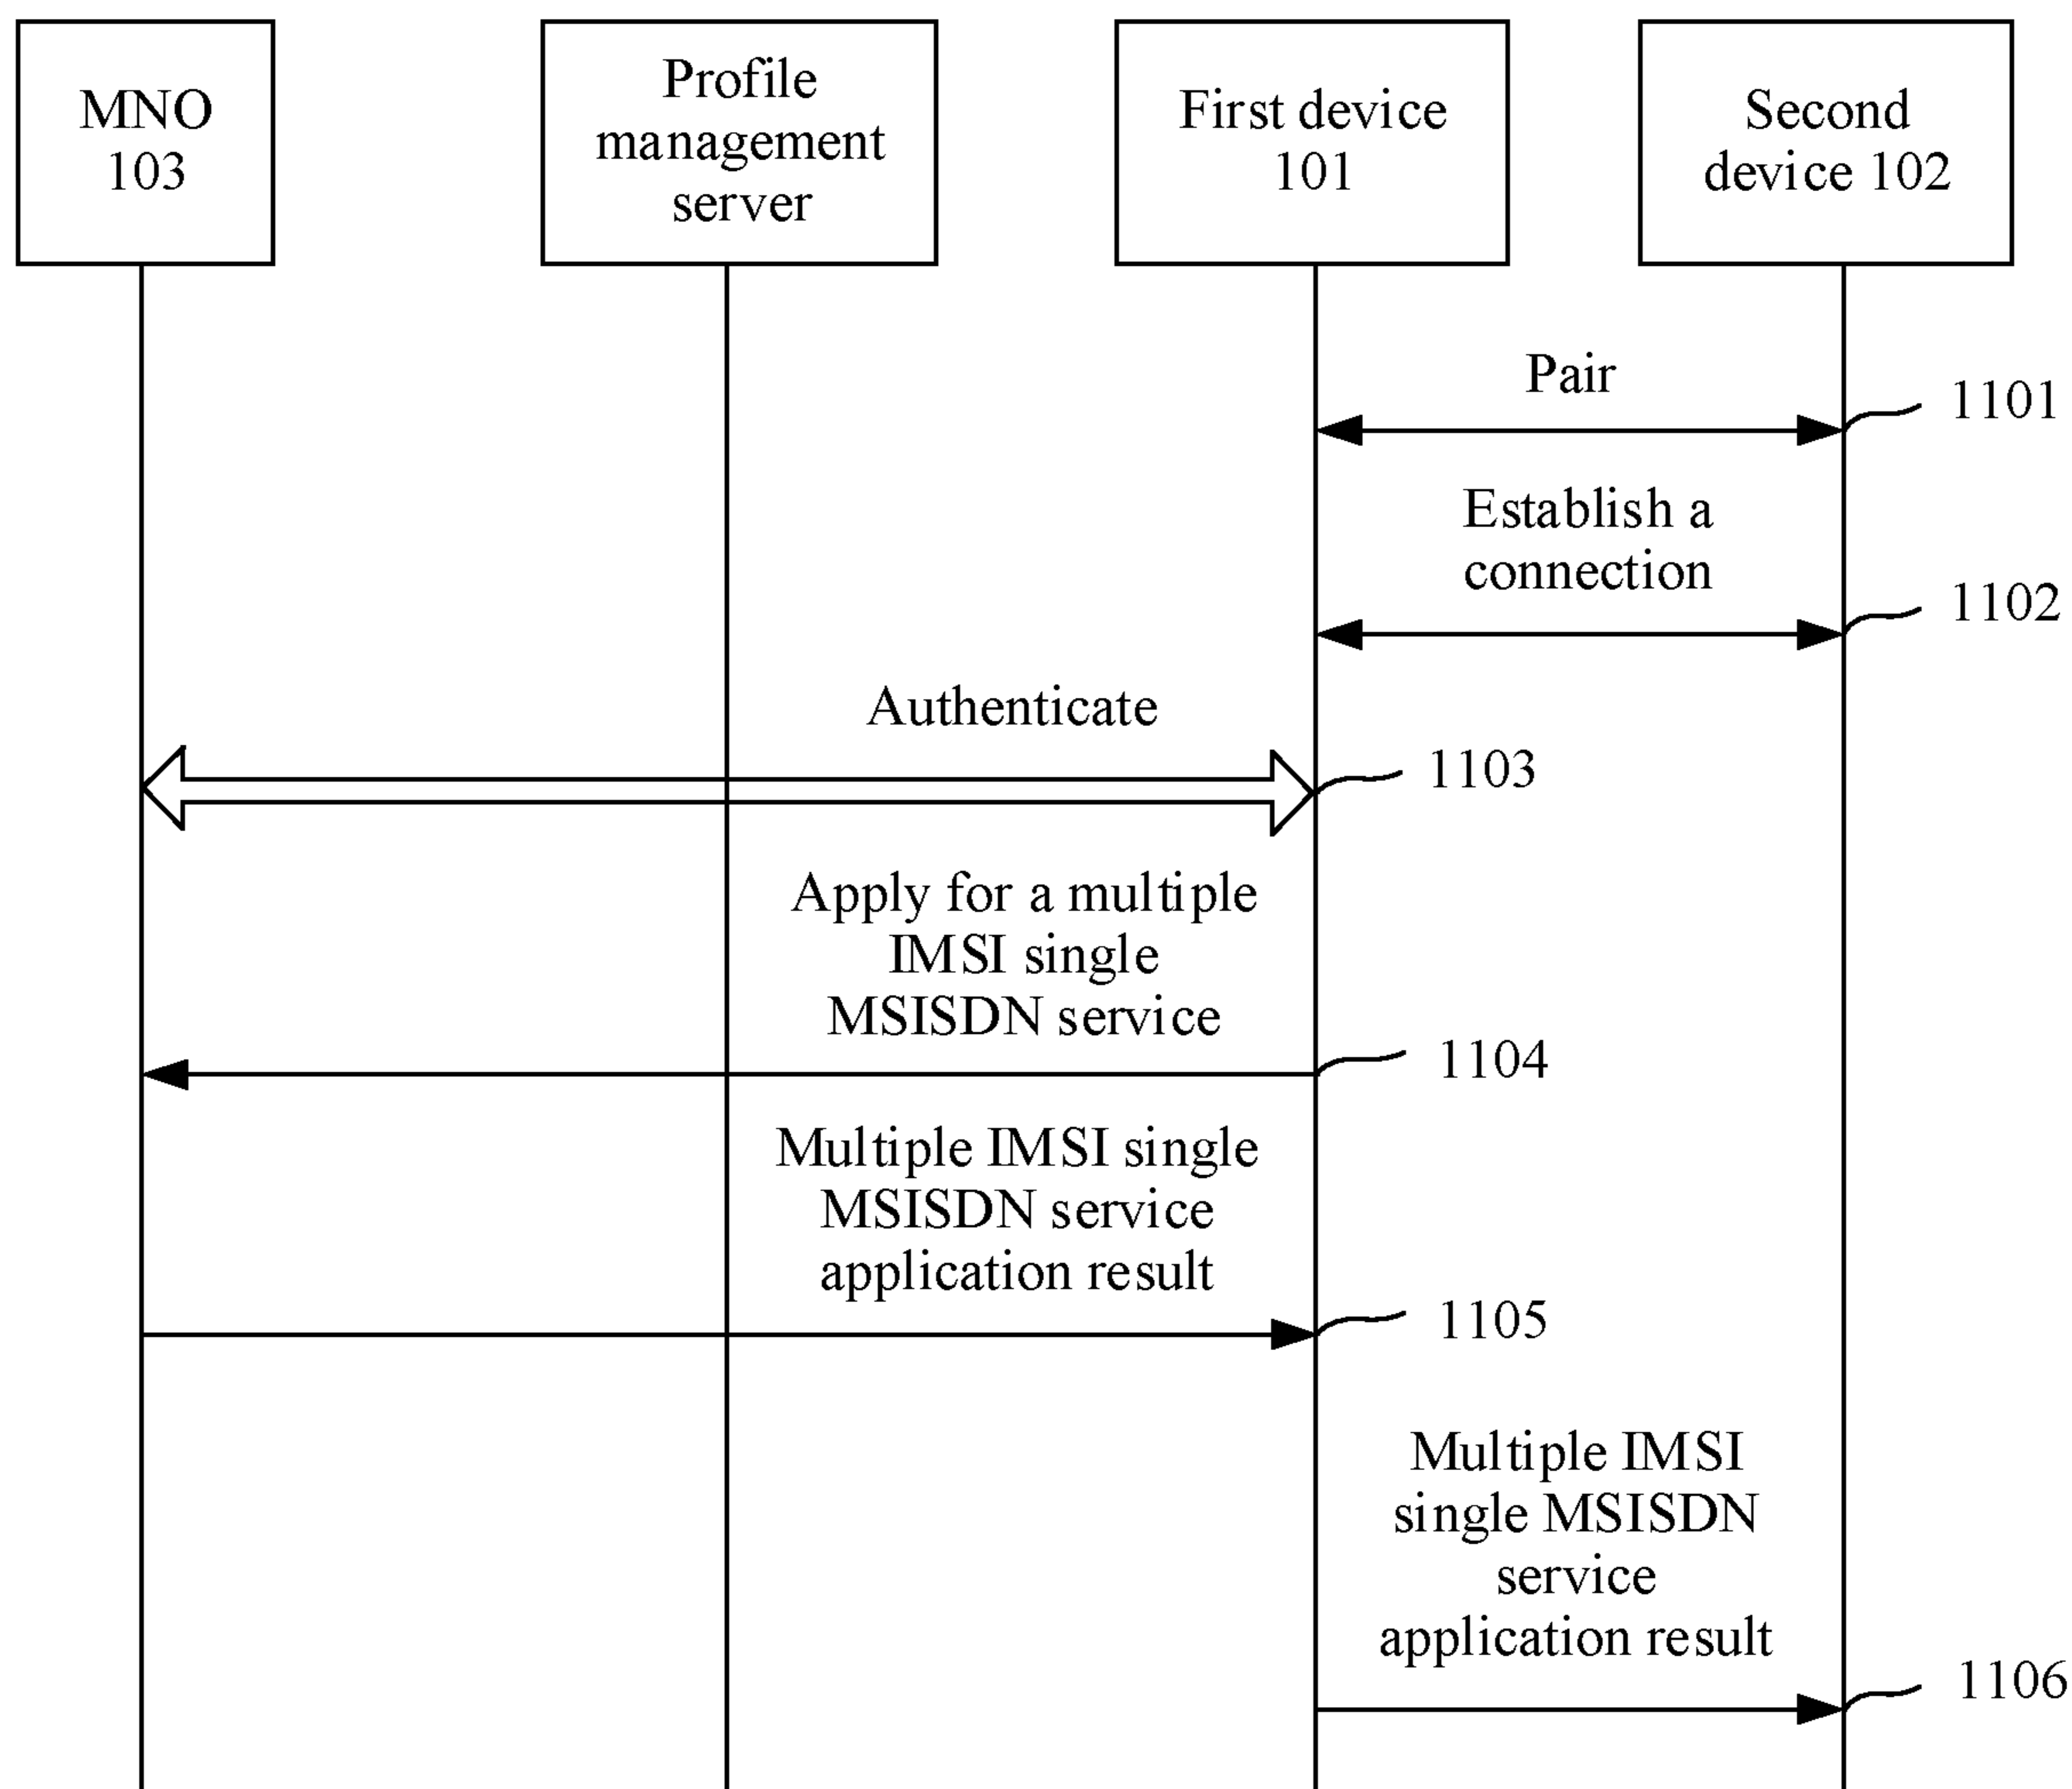 MNO
103
Profile
management
server
First device
101
Second
device 102
Pair
1101
Establish a
connection
1102
Authenticate
1103
Apply for a multiple
IMSI single
MSISDN service
1104
Multiple IMSI single
MSISDN service
application result
1105
Multiple IMSI
single MSISDN
service
application result
1106